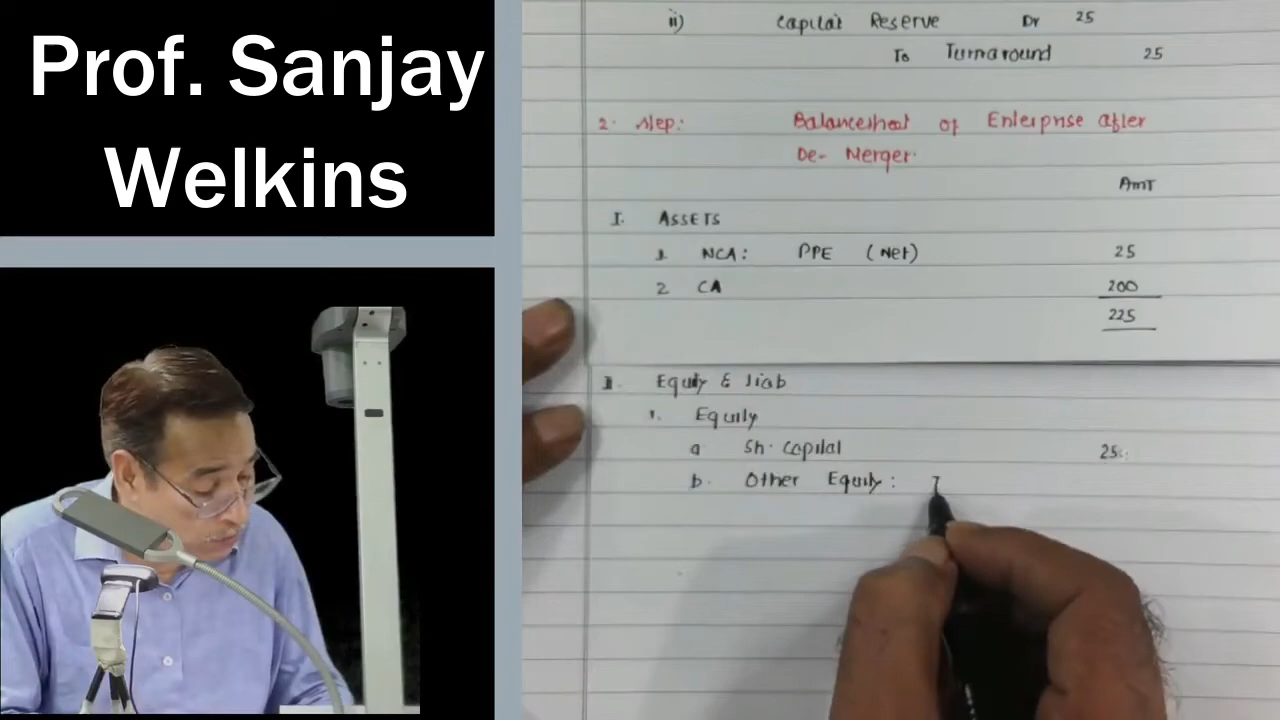 Prof. Sanjay
Welkins
ii) Capital Reserve Dr 25
To Turnaround 25
2. Step: Balancesheet of Enterprise after
De- Merger.
AMT
I. ASSETS
1. NCA: PPE (Net) 25
2 CA 200
225
II. Equity & Liab
1. Equity
a Sh. Capital 25
b. Other Equity: